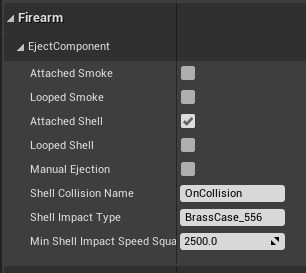 Firearm
EjectComponent
Attached Smoke
Looped Smoke
Attached Shell
Looped Shell
Manual Ejection
Shell Collision Name OnCollision
Shell Impact Type BrassCase_556
Min Shell Impact Speed Squa 2500.0